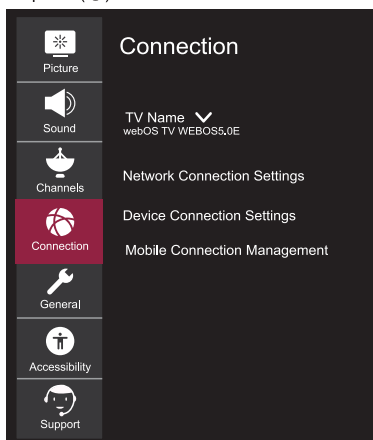 Picture
Sound
Channels
Connection
General
Accessibility
Support
Connection
TV Name
webOS TV WEBOS5.0E
Network Connection Settings
Device Connection Settings
Mobile Connection Management